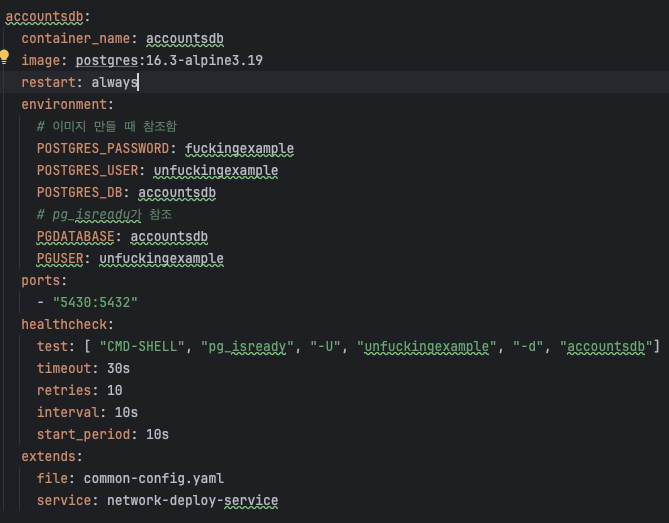 accountsdb:
  container_name: accountsdb
  image: postgres:16.3-alpine3.19
  restart: always
  environment:
    # 이미지 만들 때 참조함
    POSTGRES_PASSWORD: fuckingexample
    POSTGRES_USER: unfuckingexample
    POSTGRES_DB: accountsdb
    # pg_isready가 참조
    PGDATABASE: accountsdb
    PGUSER: unfuckingexample
  ports:
    - "5430:5432"
  healthcheck:
    test: [ "CMD-SHELL", "pg_isready", "-U", "unfuckingexample", "-d", "accountsdb"]
    timeout: 30s
    retries: 10
    interval: 10s
    start_period: 10s
  extends:
    file: common-config.yaml
    service: network-deploy-service